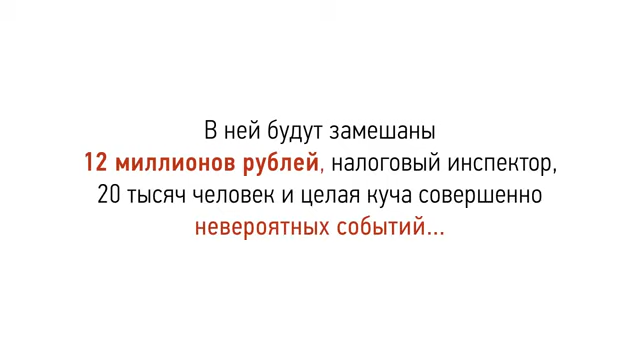 В ней будут замешаны
12 миллионов рублей, налоговый инспектор,
20 тысяч человек и целая куча совершенно
невероятных событий...